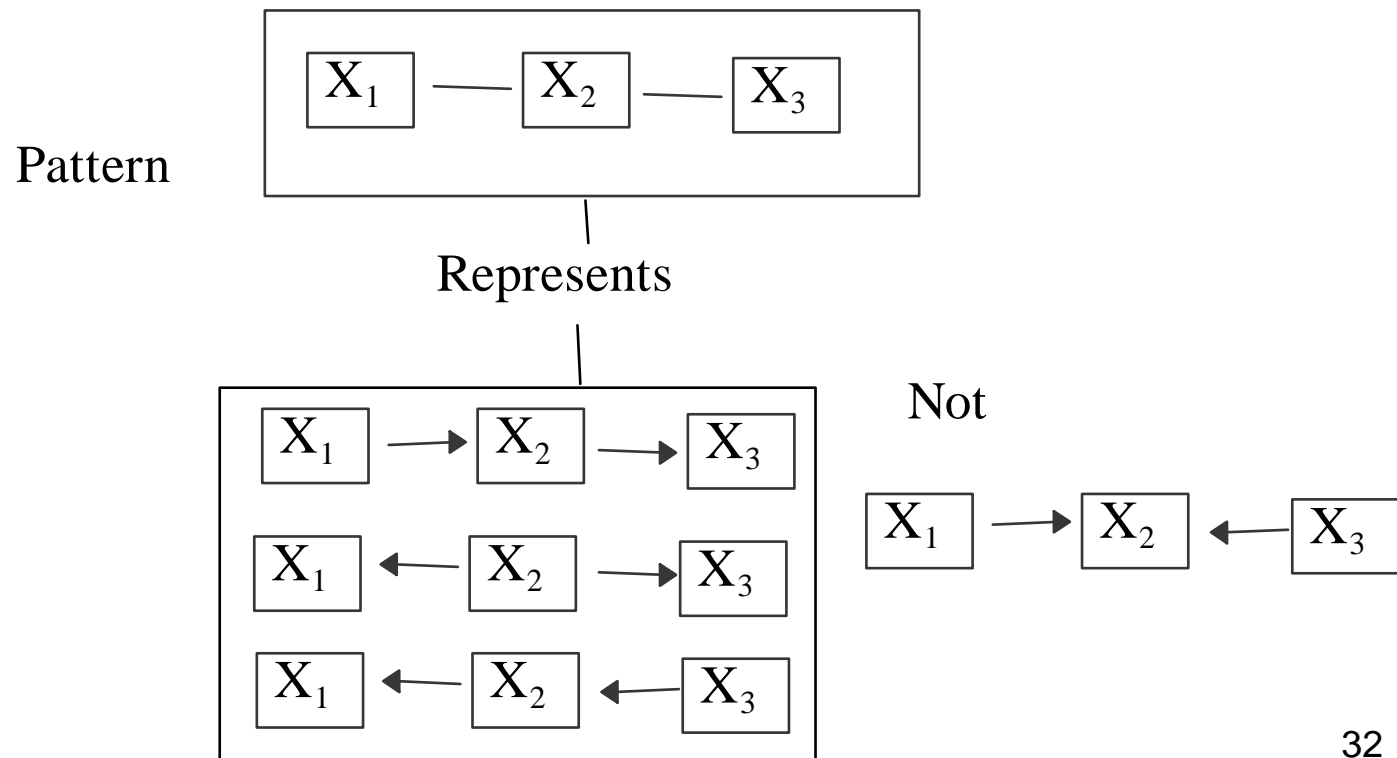 X₁ X₂ X₃
Pattern
Represents
Not
X₁ X₂ X₃
X₁ X₂ X₃
X₁ X₂ X₃
X₁ X₂ X₃
32